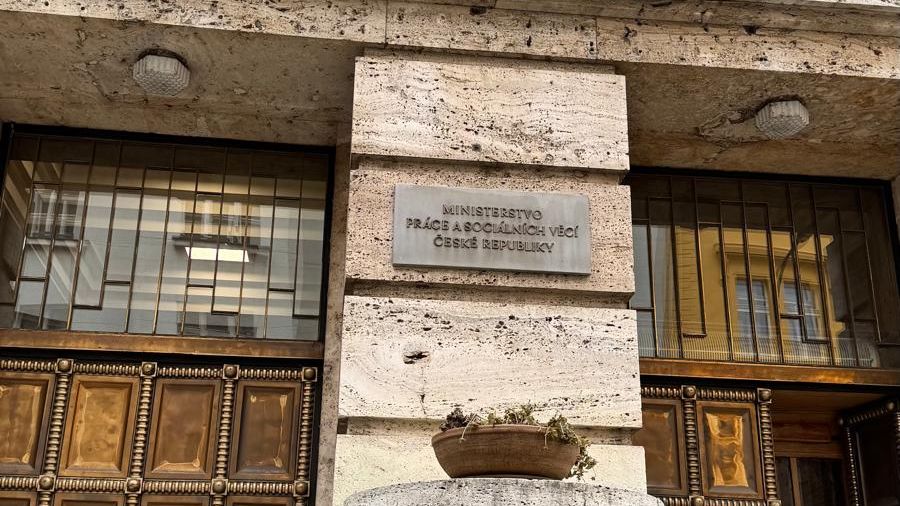 MINISTERSTVO
PRÁCE A SOCIÁLNÍCH VĚCÍ
ČESKÉ REPUBLIKY